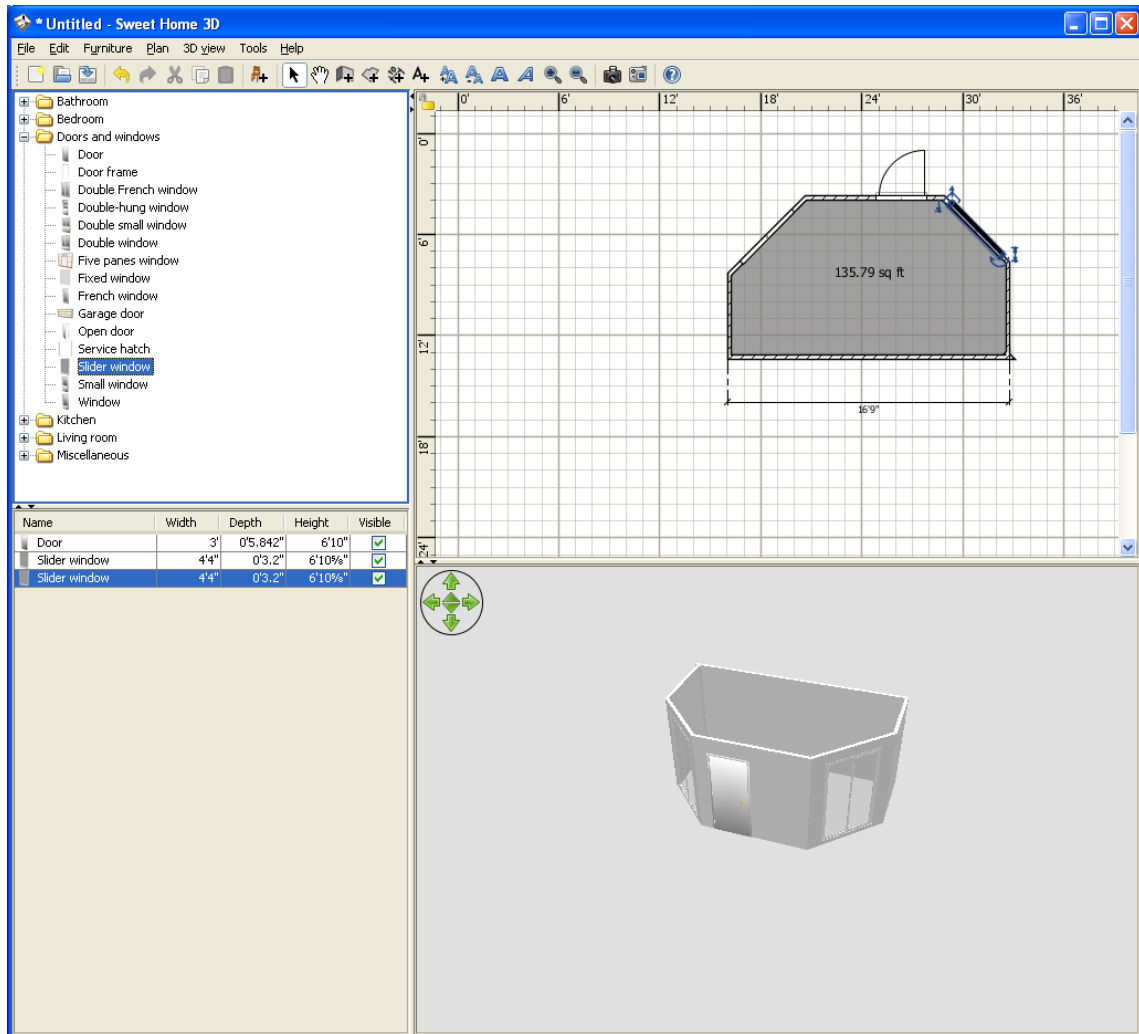 * Untitled - Sweet Home 3D
File Edit Furniture Plan 3D view Tools Help
Bathroom
Bedroom
Doors and windows
Door
Door frame
Double French window
Double-hung window
Double small window
Double window
Five panes window
Fixed window
French window
Garage door
Open door
Service hatch
Slider window
Small window
Window
Kitchen
Living room
Miscellaneous
Name Width Depth Height Visible
Door 3' 0'5.842" 6'10"
Slider window 4'4" 0'3.2" 6'10⅝"
Slider window 4'4" 0'3.2" 6'10⅝"
0' 6' 12' 18' 24' 30' 36'
0'
6'
12'
18'
24'
135.79 sq ft
16'9"